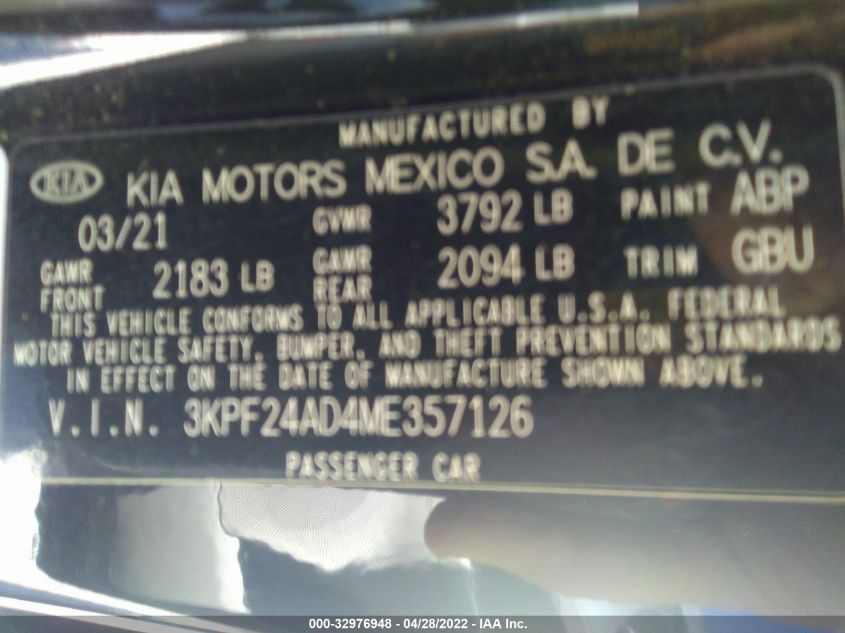 MANUFACTURED BY
KIA KIA MOTORS MEXICO S.A. DE C.V.
03/21 GVWR 3792 LB PAINT ABP
GAWR FRONT 2183 LB GAWR REAR 2094 LB TRIM GBU
THIS VEHICLE CONFORMS TO ALL APPLICABLE U.S.A. FEDERAL
MOTOR VEHICLE SAFETY, BUMPER, AND THEFT PREVENTION STANDARDS
IN EFFECT ON THE DATE OF MANUFACTURE SHOWN ABOVE.
V.I.N. 3KPF24AD4ME357126
PASSENGER CAR
000-32976948 - 04/28/2022 - IAA Inc.